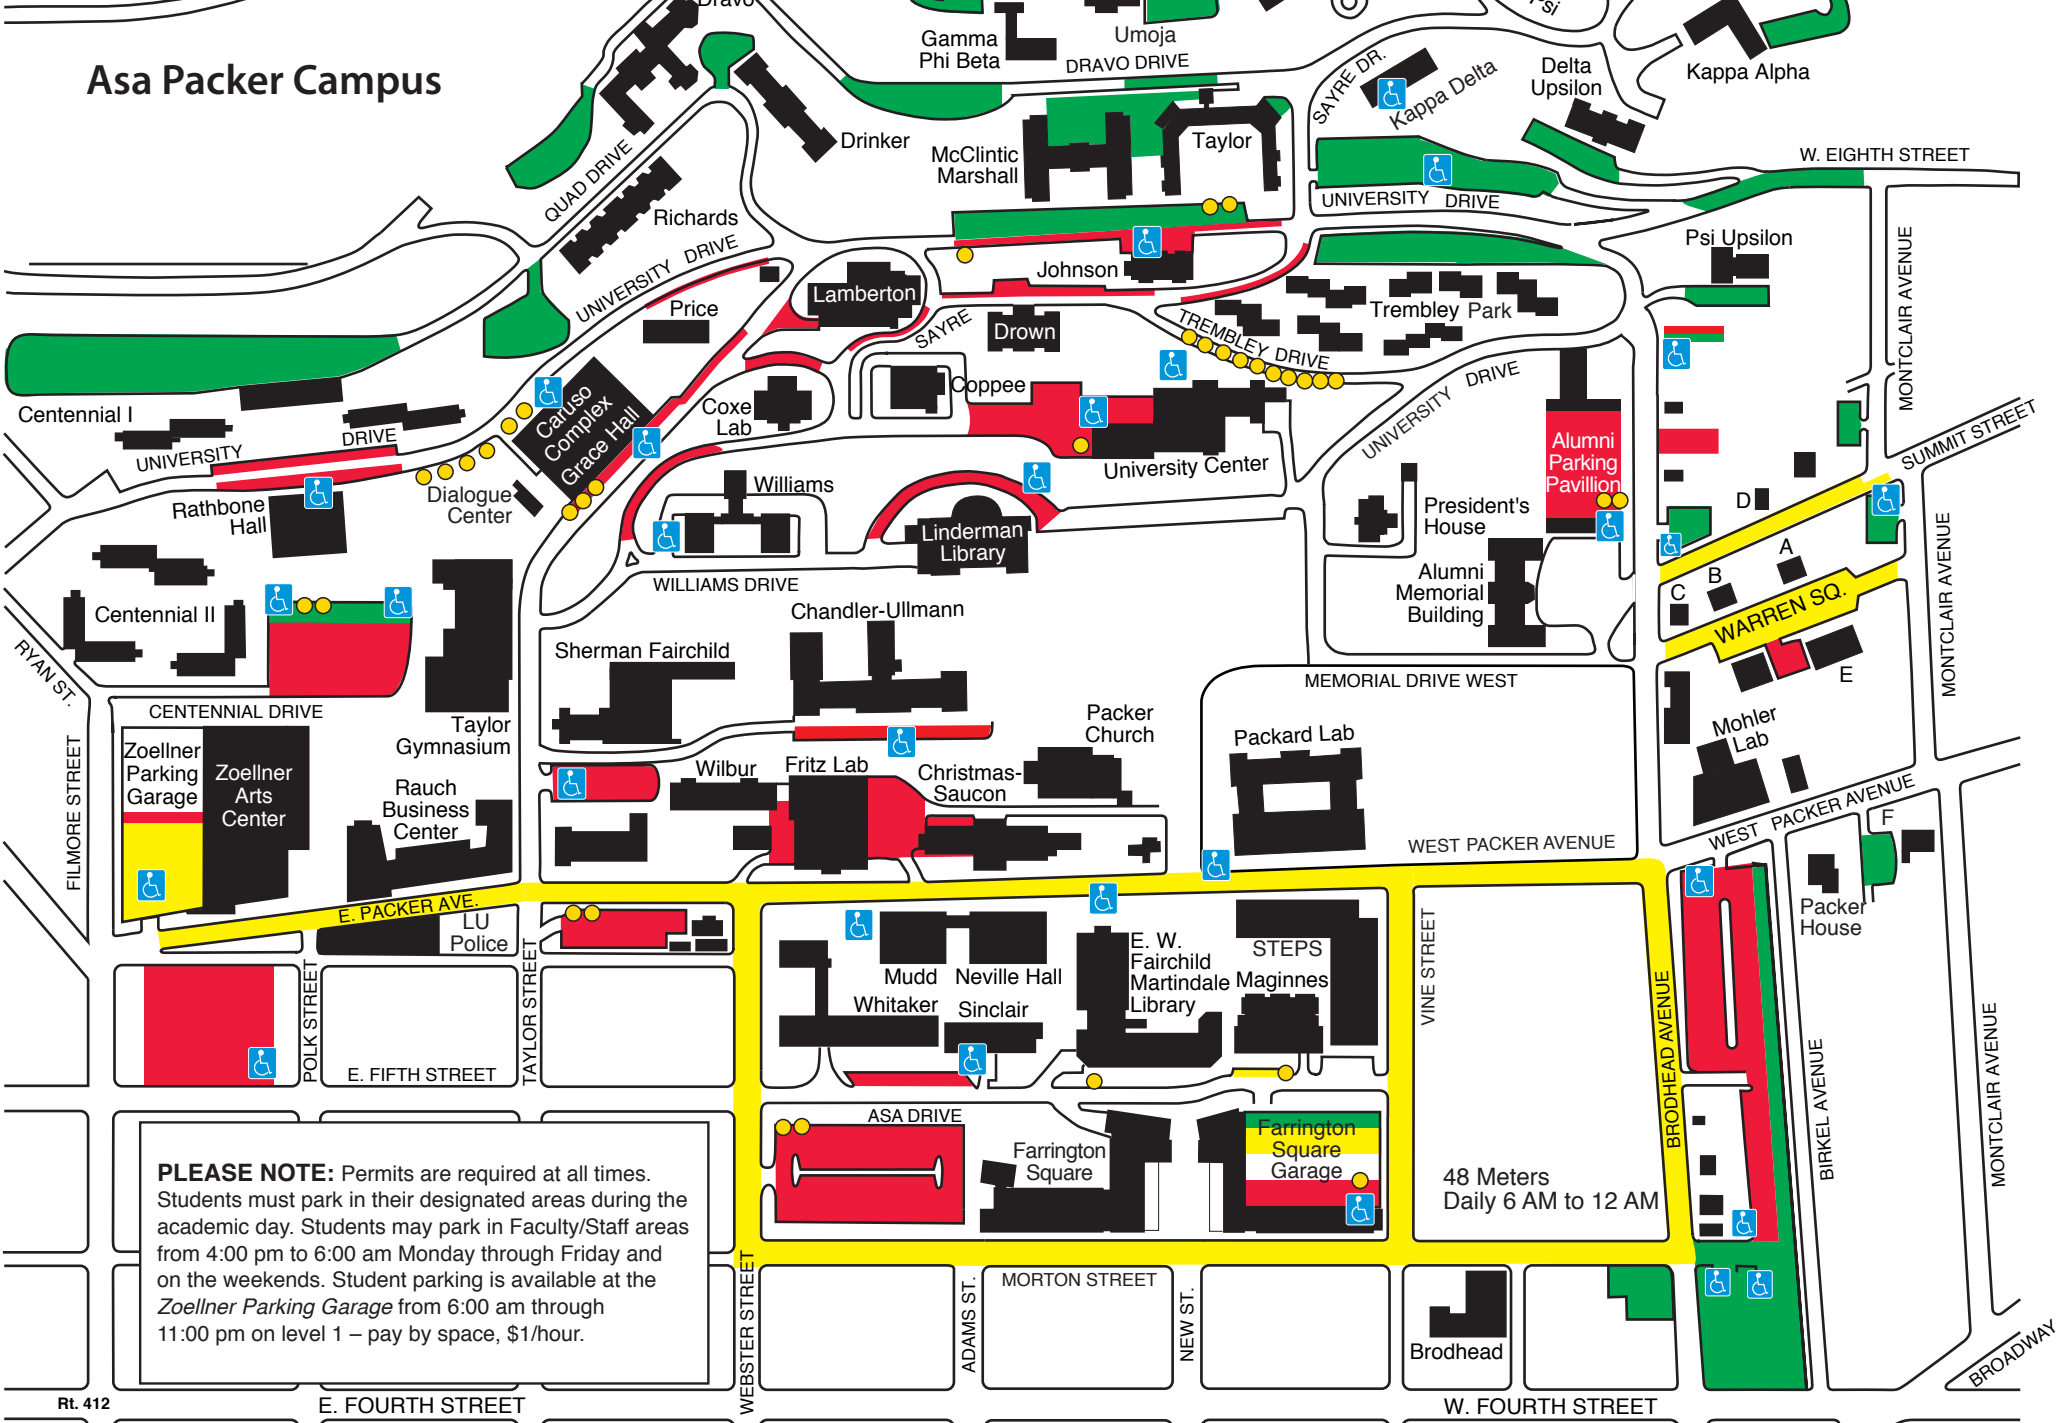 Dravo
Psi
Gamma
Phi Beta
Umoja
DRAVO DRIVE
SAYRE DR.
Kappa Delta
Delta
Upsilon
Kappa Alpha
Asa Packer Campus
QUAD DRIVE
Drinker
McClintic
Marshall
Taylor
W. EIGHTH STREET
Richards
UNIVERSITY DRIVE
UNIVERSITY DRIVE
Psi Upsilon
MONTCLAIR AVENUE
Johnson
Lamberton
Price
SAYRE
Drown
TREMBLEY DRIVE
Trembley Park
Centennial I
UNIVERSITY
DRIVE
Caruso
Complex
Grace Hall
Coxe
Lab
Coppee
UNIVERSITY DRIVE
Alumni
Parking
Pavillion
SUMMIT STREET
University Center
Rathbone
Hall
Dialogue
Center
Williams
Linderman
Library
President's
House
D
A
B
C
WILLIAMS DRIVE
Alumni
Memorial
Building
WARREN SQ.
MONTCLAIR AVENUE
E
Centennial II
RYAN ST.
Chandler-Ullmann
Sherman Fairchild
MEMORIAL DRIVE WEST
CENTENNIAL DRIVE
Taylor
Gymnasium
Packer
Church
Packard Lab
Mohler
Lab
FILMORE STREET
Zoellner
Parking
Garage
Zoellner
Arts
Center
Rauch
Business
Center
Wilbur
Fritz Lab
Christmas-
Saucon
WEST PACKER AVENUE
WEST PACKER AVENUE
F
Packer
House
E. PACKER AVE.
LU
Police
Mudd
Neville Hall
Whitaker
Sinclair
E. W.
Fairchild
Martindale
Library
STEPS
Maginnes
VINE STREET
BRODHEAD AVENUE
BIRKEL AVENUE
MONTCLAIR AVENUE
POLK STREET
TAYLOR STREET
E. FIFTH STREET
ASA DRIVE
Farrington
Square
Farrington
Square
Garage
48 Meters
Daily 6 AM to 12 AM
PLEASE NOTE: Permits are required at all times.
Students must park in their designated areas during the
academic day. Students may park in Faculty/Staff areas
from 4:00 pm to 6:00 am Monday through Friday and
on the weekends. Student parking is available at the
Zoellner Parking Garage from 6:00 am through
11:00 pm on level 1 – pay by space, $1/hour.
WEBSTER STREET
ADAMS ST.
MORTON STREET
NEW ST.
Brodhead
BROADWAY
Rt. 412
E. FOURTH STREET
W. FOURTH STREET